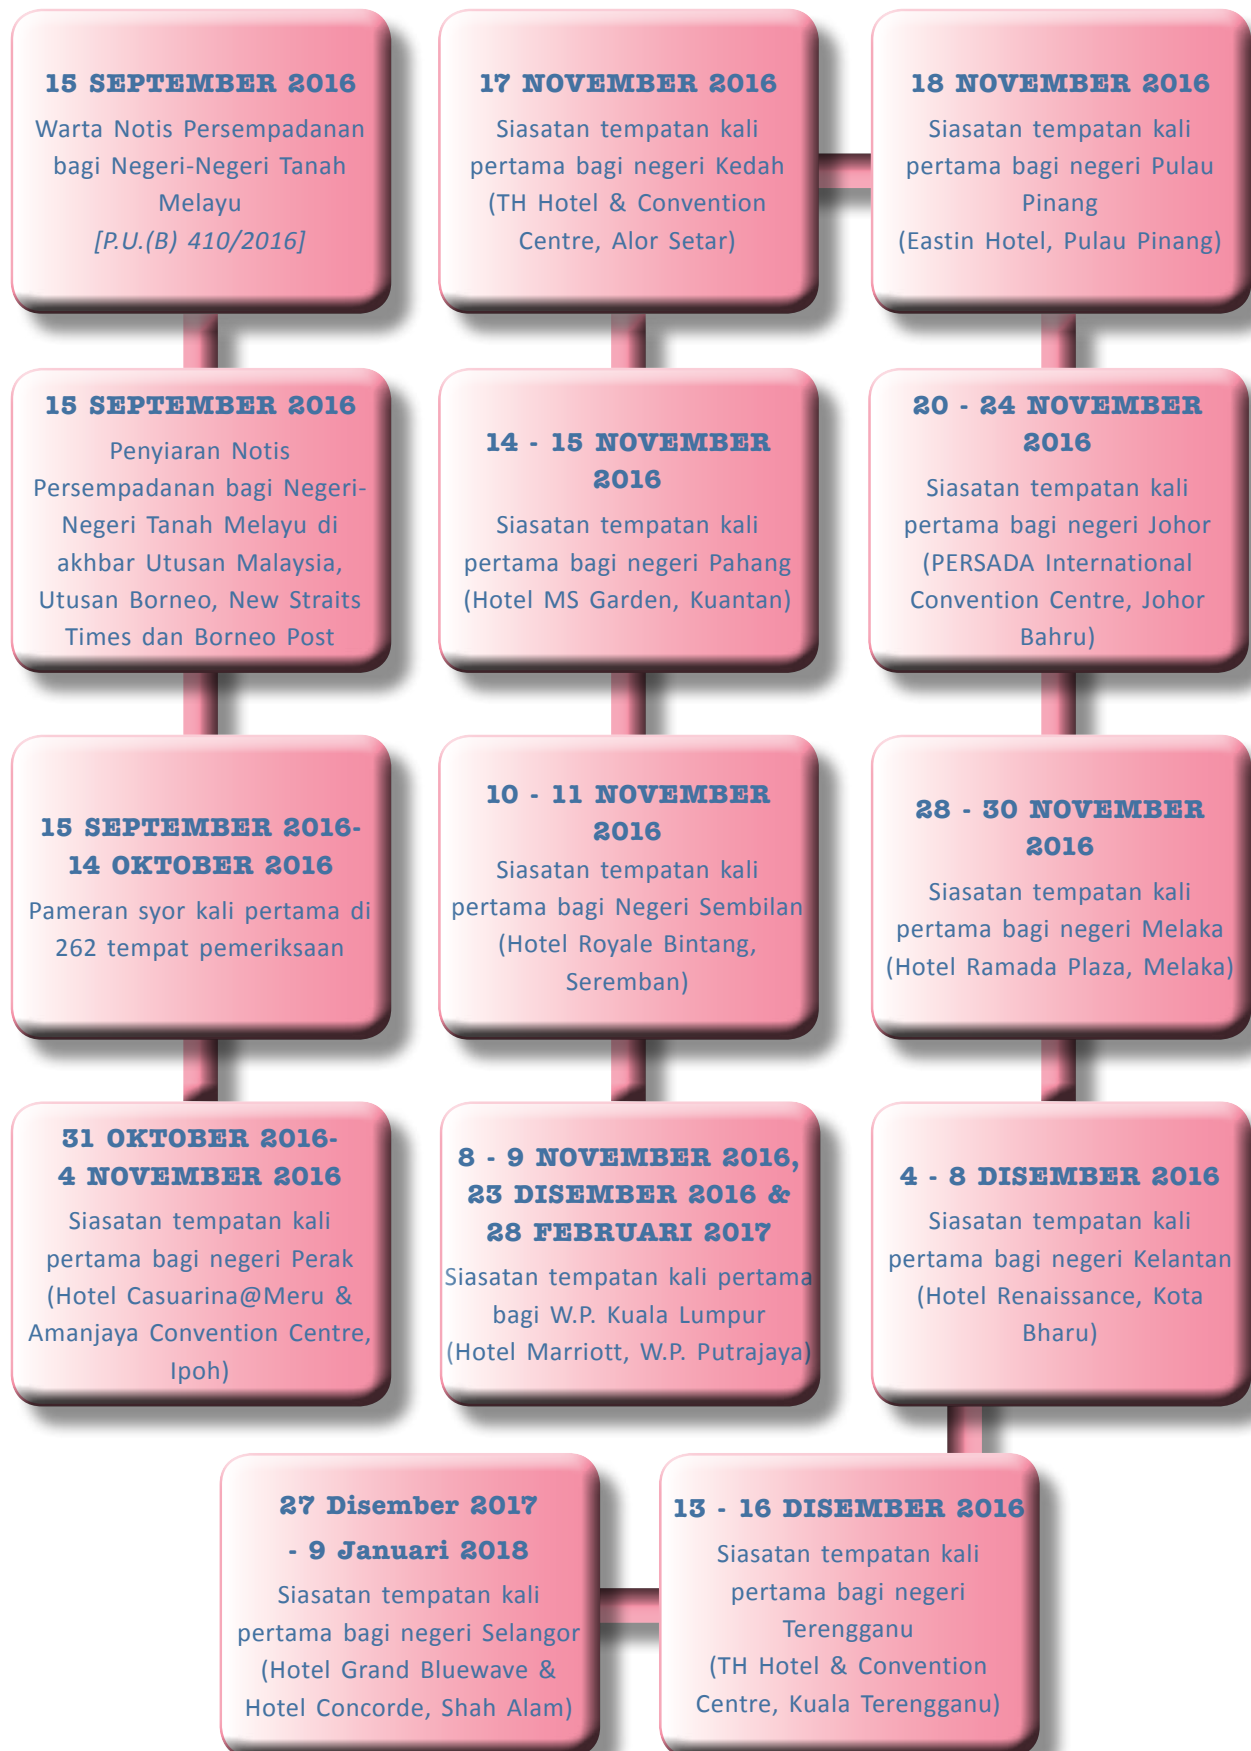 15 SEPTEMBER 2016
Warta Notis Persempadanan
bagi Negeri-Negeri Tanah
Melayu
[P.U.(B) 410/2016]
15 SEPTEMBER 2016
Penyiaran Notis
Persempadanan bagi Negeri-
Negeri Tanah Melayu di
akhbar Utusan Malaysia,
Utusan Borneo, New Straits
Times dan Borneo Post
15 SEPTEMBER 2016-
14 OKTOBER 2016
Pameran syor kali pertama di
262 tempat pemeriksaan
31 OKTOBER 2016-
4 NOVEMBER 2016
Siasatan tempatan kali
pertama bagi negeri Perak
(Hotel Casuarina@Meru &
Amanjaya Convention Centre,
Ipoh)
8 - 9 NOVEMBER 2016,
23 DISEMBER 2016 &
28 FEBRUARI 2017
Siasatan tempatan kali pertama
bagi W.P. Kuala Lumpur
(Hotel Marriott, W.P. Putrajaya)
10 - 11 NOVEMBER
2016
Siasatan tempatan kali
pertama bagi Negeri Sembilan
(Hotel Royale Bintang,
Seremban)
14 - 15 NOVEMBER
2016
Siasatan tempatan kali
pertama bagi negeri Pahang
(Hotel MS Garden, Kuantan)
17 NOVEMBER 2016
Siasatan tempatan kali
pertama bagi negeri Kedah
(TH Hotel & Convention
Centre, Alor Setar)
18 NOVEMBER 2016
Siasatan tempatan kali
pertama bagi negeri Pulau
Pinang
(Eastin Hotel, Pulau Pinang)
20 - 24 NOVEMBER
2016
Siasatan tempatan kali
pertama bagi negeri Johor
(PERSADA International
Convention Centre, Johor
Bahru)
28 - 30 NOVEMBER
2016
Siasatan tempatan kali
pertama bagi negeri Melaka
(Hotel Ramada Plaza, Melaka)
4 - 8 DISEMBER 2016
Siasatan tempatan kali
pertama bagi negeri Kelantan
(Hotel Renaissance, Kota
Bharu)
13 - 16 DISEMBER 2016
Siasatan tempatan kali
pertama bagi negeri
Terengganu
(TH Hotel & Convention
Centre, Kuala Terengganu)
27 Disember 2017
- 9 Januari 2018
Siasatan tempatan kali
pertama bagi negeri Selangor
(Hotel Grand Bluewave &
Hotel Concorde, Shah Alam)